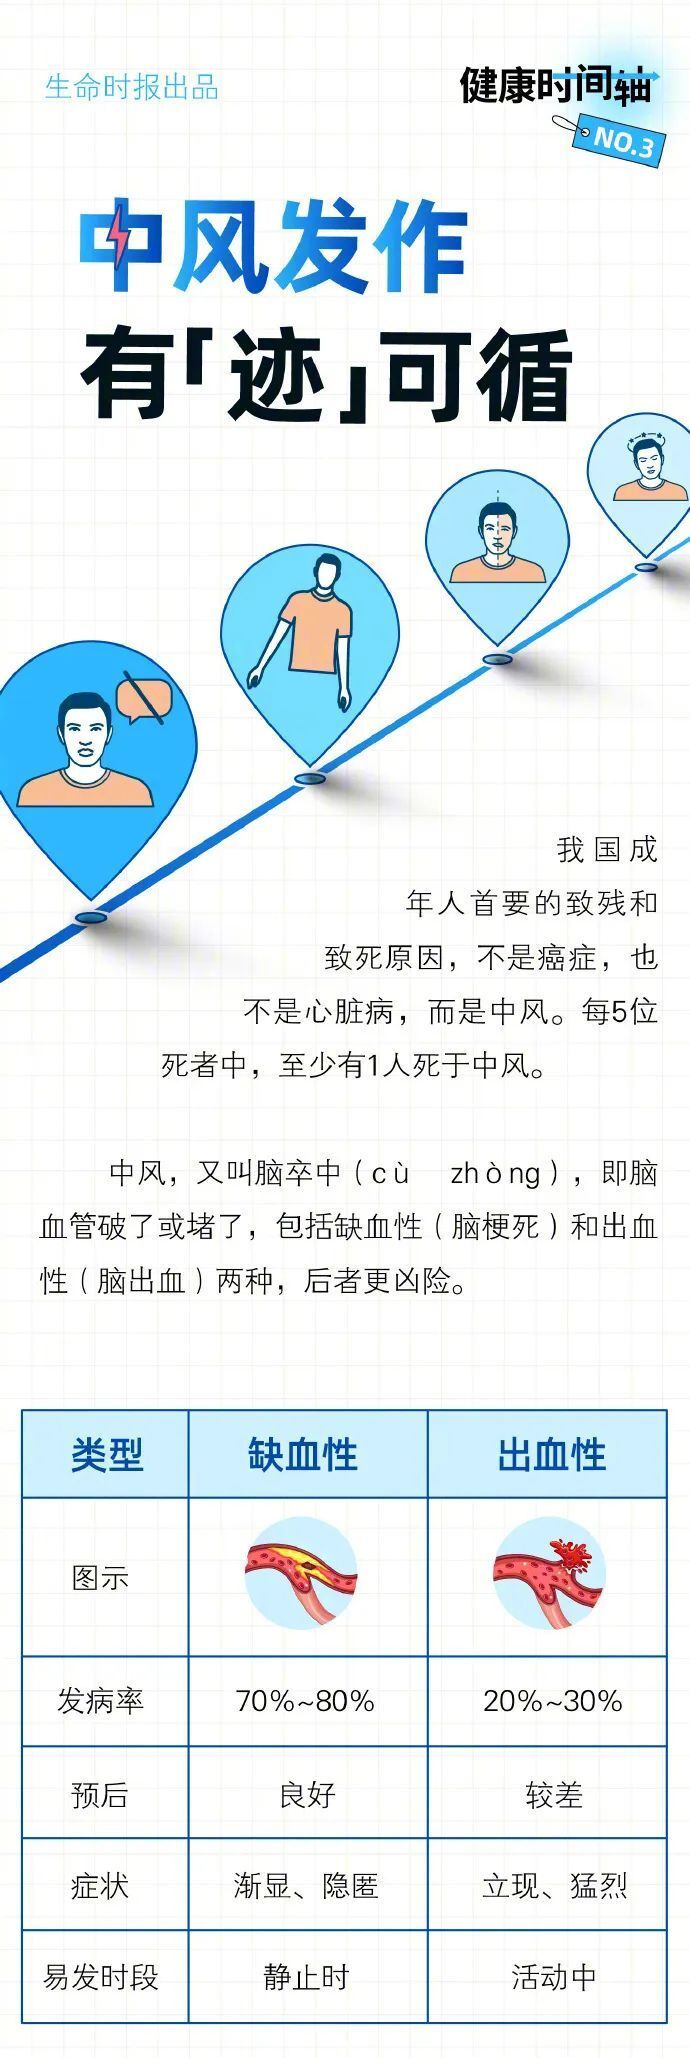 生命时报出品
健康时间轴
NO.3
中风发作
有「迹」可循
我国成
年人首要的致残和
致死原因，不是癌症，也
不是心脏病，而是中风。每5位
死者中，至少有1人死于中风。
中风，又叫脑卒中（cù zhòng），即脑
血管破了或堵了，包括缺血性（脑梗死）和出血
性（脑出血）两种，后者更凶险。
类型 缺血性 出血性
图示
发病率 70%~80% 20%~30%
预后 良好 较差
症状 渐显、隐匿 立现、猛烈
易发时段 静止时 活动中